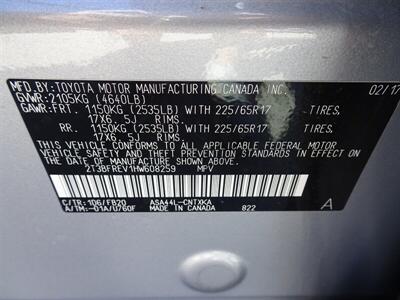 MFD. BY: TOYOTA MOTOR MANUFACTURING CANADA INC. 02/17
GVWR: 2105KG (4640LB)
GAWR: FRT 1150KG (2535LB) WITH 225/65R17 TIRES,
17X6.5J RIMS
RR. 1150KG (2535LB) WITH 225/65R17 TIRES,
17X6.5J RIMS
THIS VEHICLE CONFORMS TO ALL APPLICABLE FEDERAL MOTOR
VEHICLE SAFETY AND BUMPER STANDARDS IN EFFECT ON THE DATE OF
MANUFACTURE SHOWN ABOVE.
2T3BFREV1HW608259 MPV
C/TR: 1D6/FB20 ASA44L-CNTXKA A
A/TM: -01A/U760F MADE IN CANADA 822